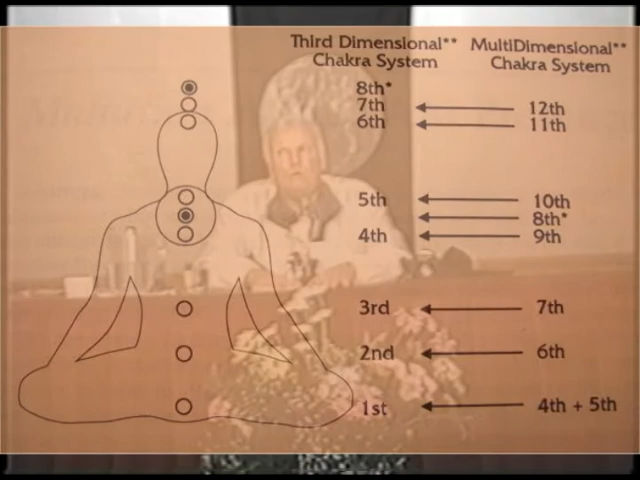 Third Dimensional** MultiDimensional**
Chakra System Chakra System
8th*
7th 12th
6th 11th
5th 10th
8th*
4th 9th
3rd 7th
2nd 6th
1st 4th + 5th